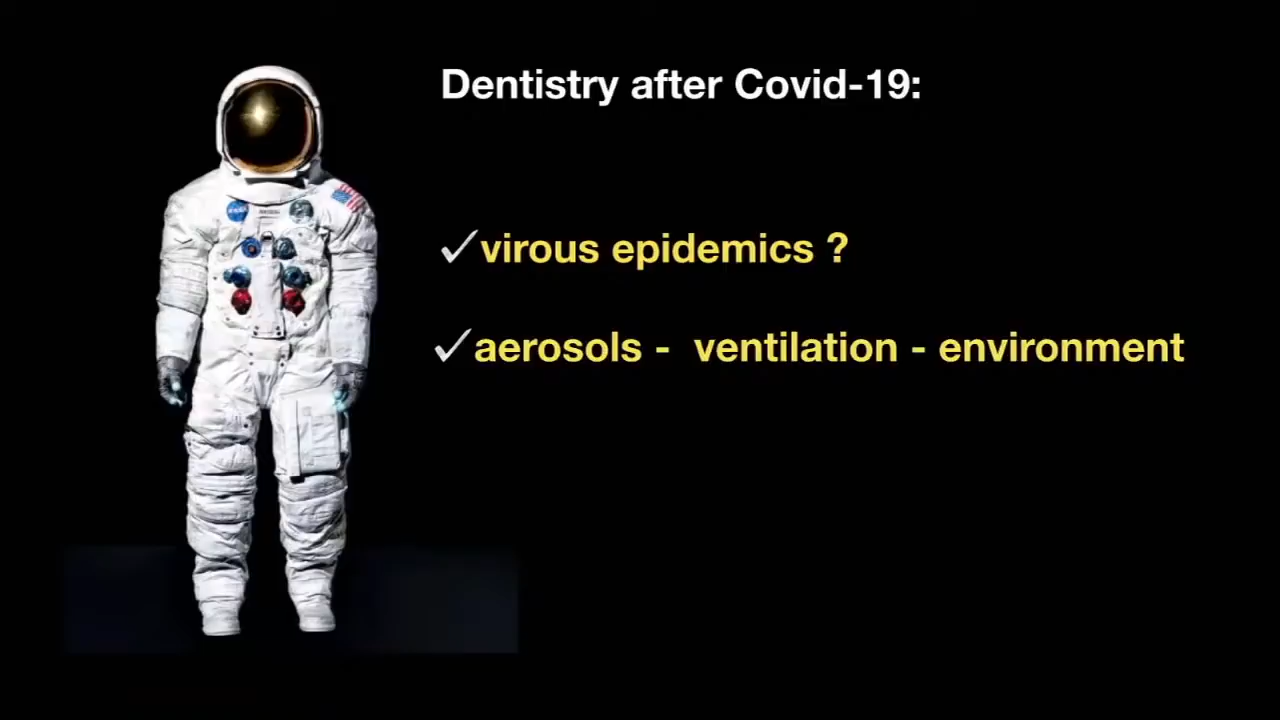 Dentistry after Covid-19:
✓virous epidemics ?
✓aerosols - ventilation - environment